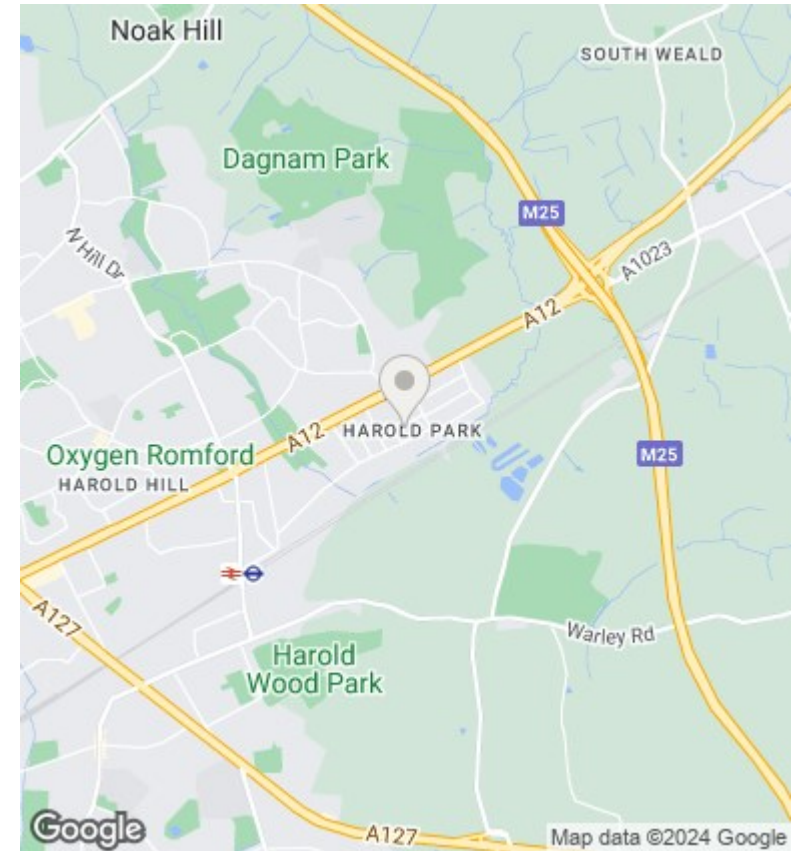 Noak Hill
SOUTH WEALD
Dagnam Park
M25
N Hill Dr
A1023
A12
HAROLD PARK
A12
Oxygen Romford
HAROLD HILL
M25
A127
Warley Rd
Harold
Wood Park
A127
Google
Map data ©2024 Google